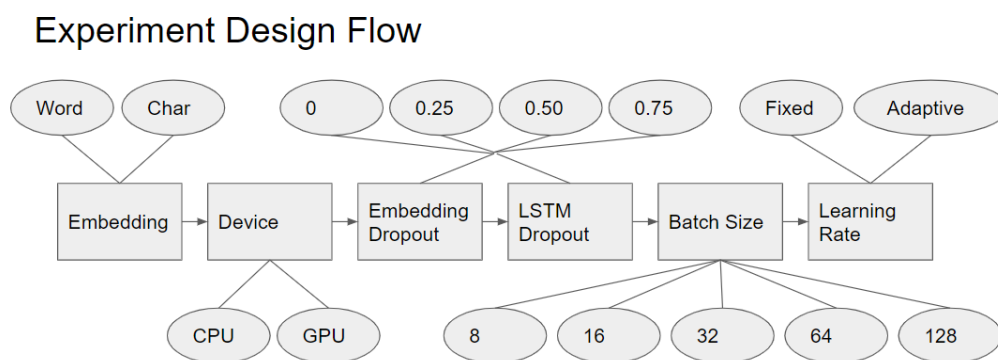 Experiment Design Flow
Word Char 0 0.25 0.50 0.75 Fixed Adaptive
Embedding
Device
Embedding
Dropout
LSTM
Dropout
Batch Size
Learning
Rate
CPU GPU 8 16 32 64 128